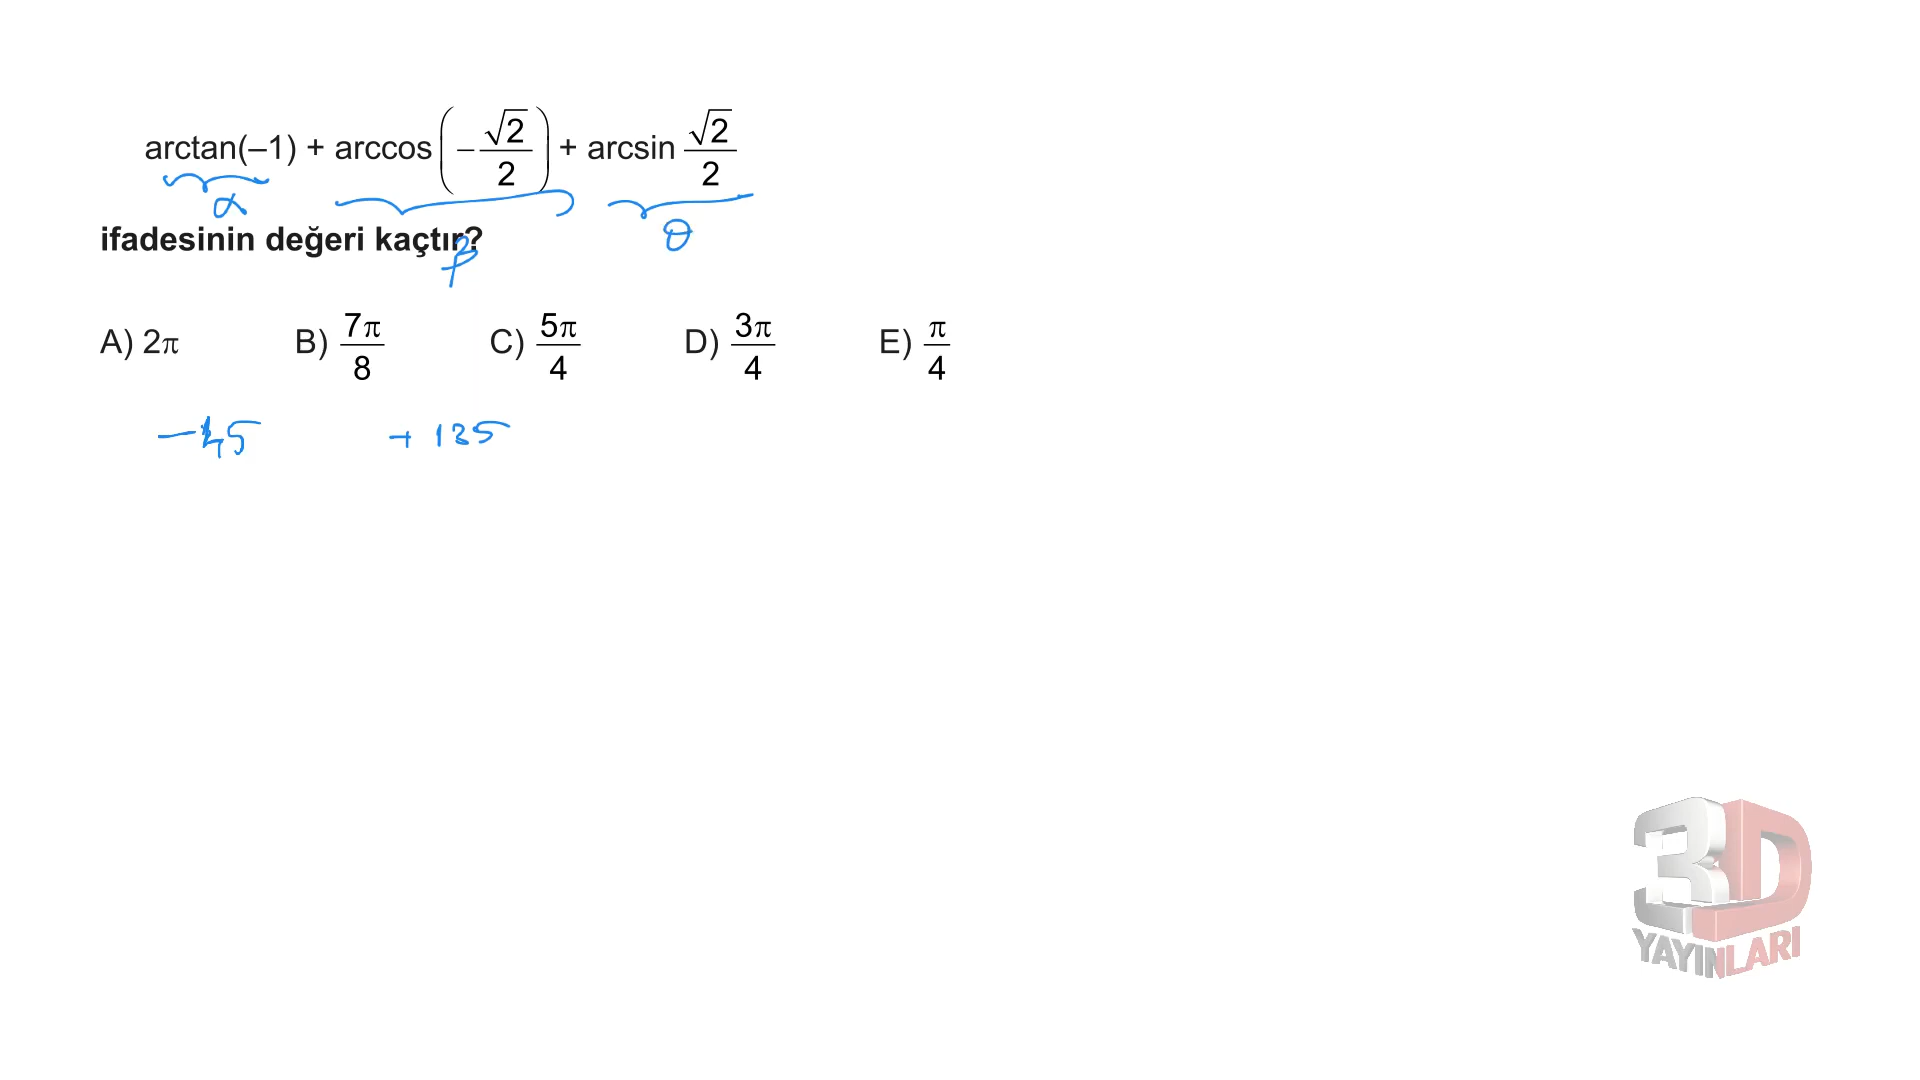 arctan(–1) + arccos(–√2/2) + arcsin √2/2
α
θ
ifadesinin değeri kaçtır?
β
A) 2π B) 7π/8 C) 5π/4 D) 3π/4 E) π/4
–45 + 135
3D
YAYINLARI